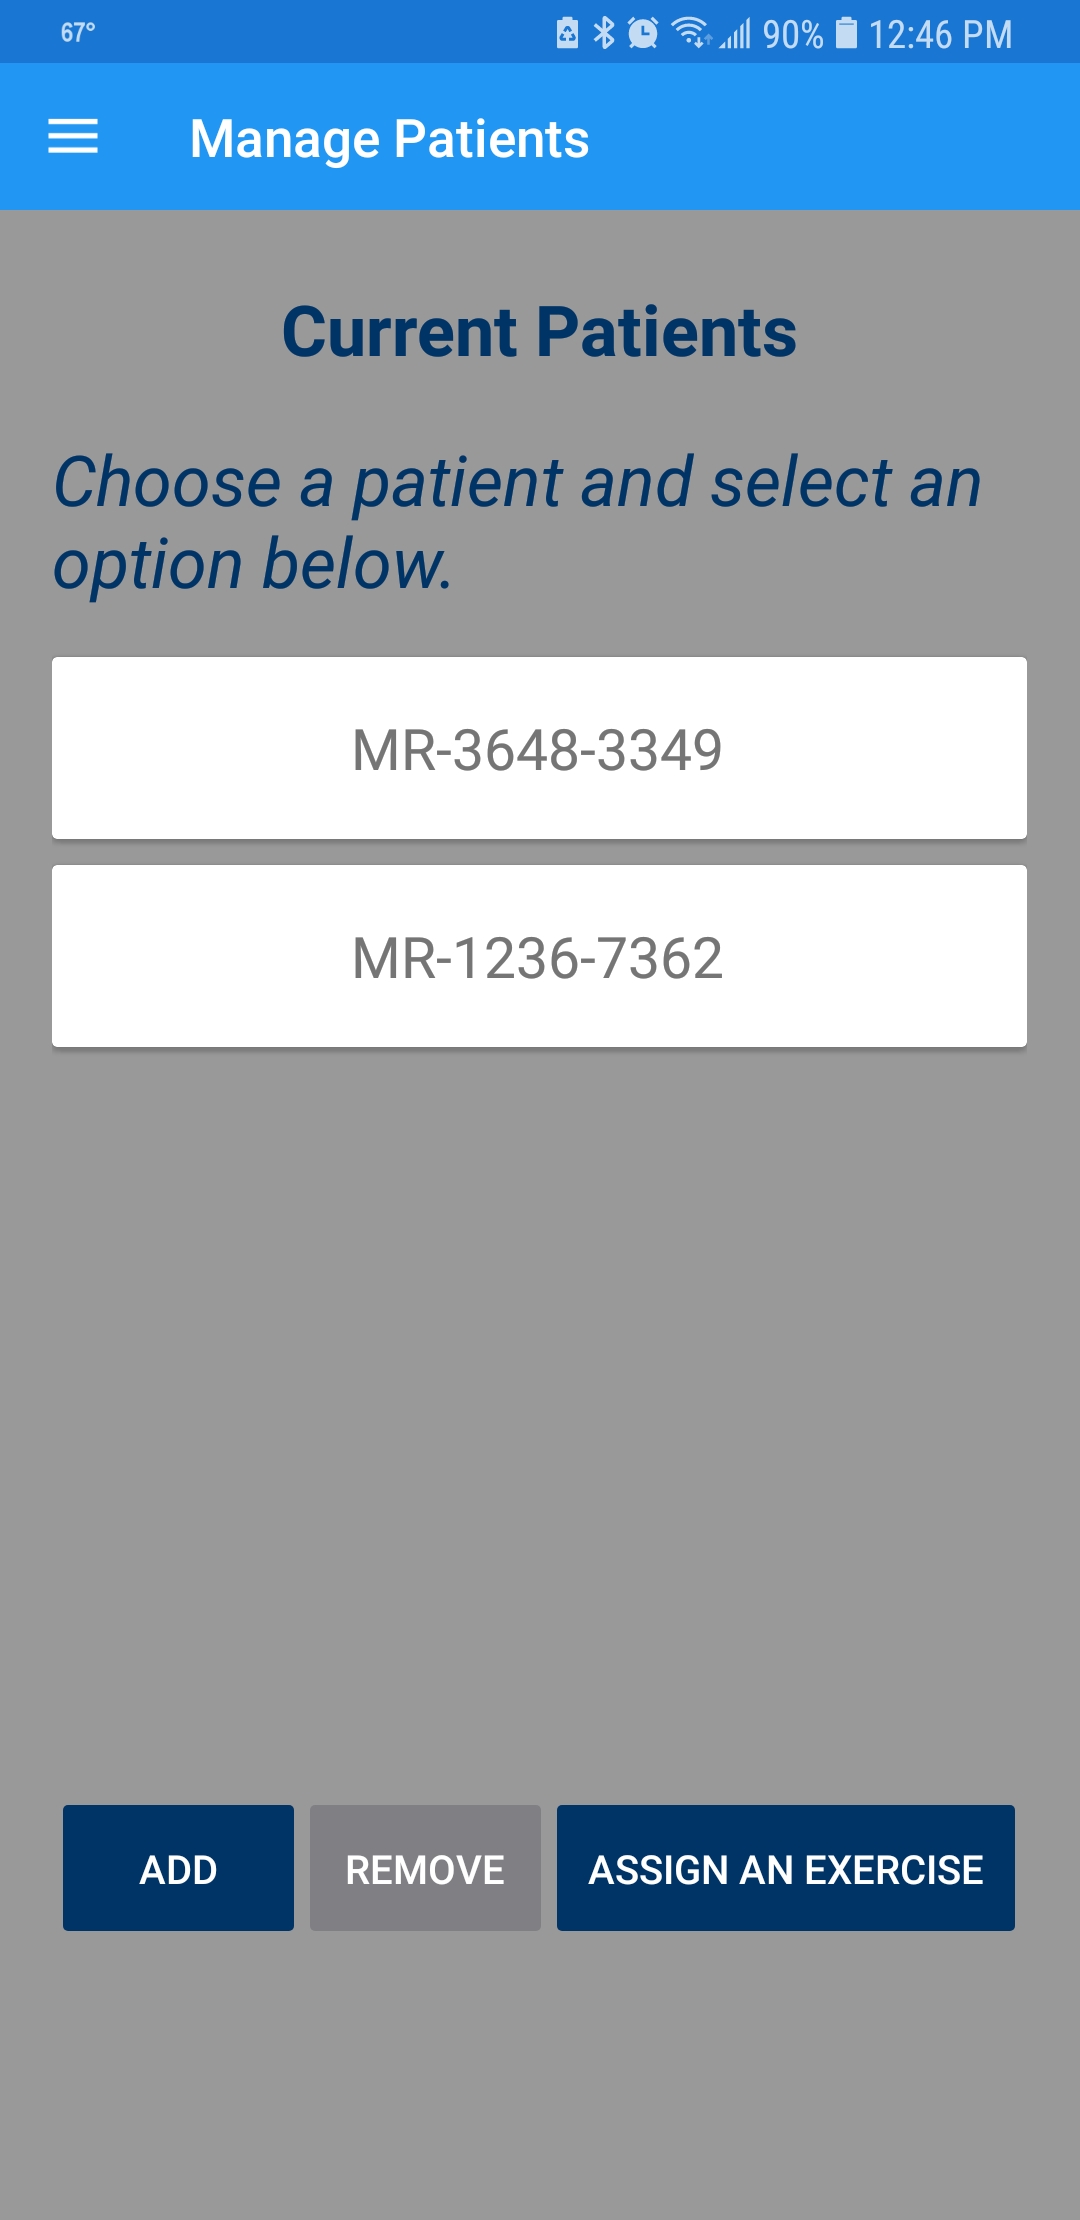 67°
90% 12:46 PM
Manage Patients
Current Patients
Choose a patient and select an
option below.
MR-3648-3349
MR-1236-7362
ADD REMOVE ASSIGN AN EXERCISE